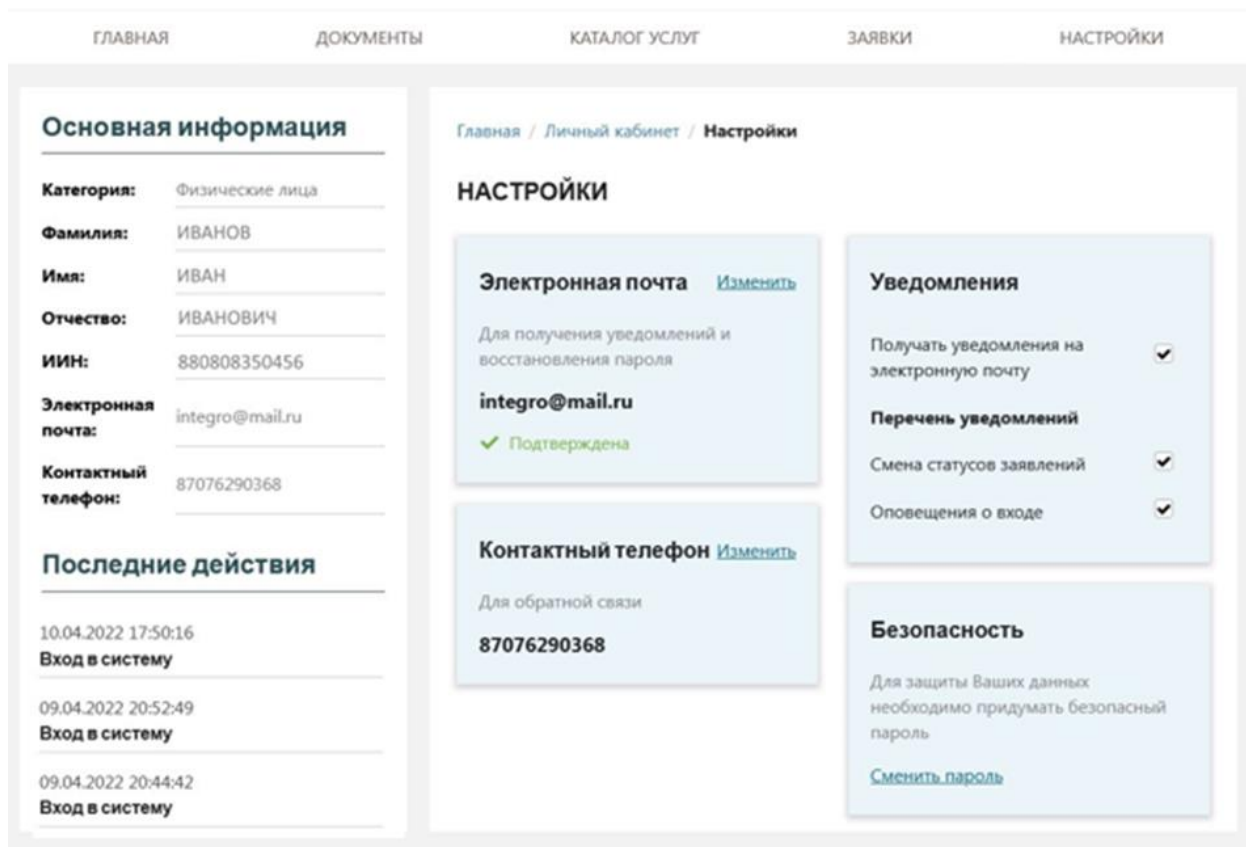 ГЛАВНАЯ ДОКУМЕНТЫ КАТАЛОГ УСЛУГ ЗАЯВКИ НАСТРОЙКИ
Основная информация
Категория: Физические лица
Фамилия: ИВАНОВ
Имя: ИВАН
Отчество: ИВАНОВИЧ
ИИН: 880808350456
Электронная
почта: integro@mail.ru
Контактный
телефон: 87076290368
Последние действия
10.04.2022 17:50:16
Вход в систему
09.04.2022 20:52:49
Вход в систему
09.04.2022 20:44:42
Вход в систему
Главная / Личный кабинет / Настройки
НАСТРОЙКИ
Электронная почта Изменить
Для получения уведомлений и
восстановления пароля
integro@mail.ru
Подтверждена
Контактный телефон Изменить
Для обратной связи
87076290368
Уведомления
Получать уведомления на
электронную почту
Перечень уведомлений
Смена статусов заявлений
Оповещения о входе
Безопасность
Для защиты Ваших данных
необходимо придумать безопасный
пароль
Сменить пароль